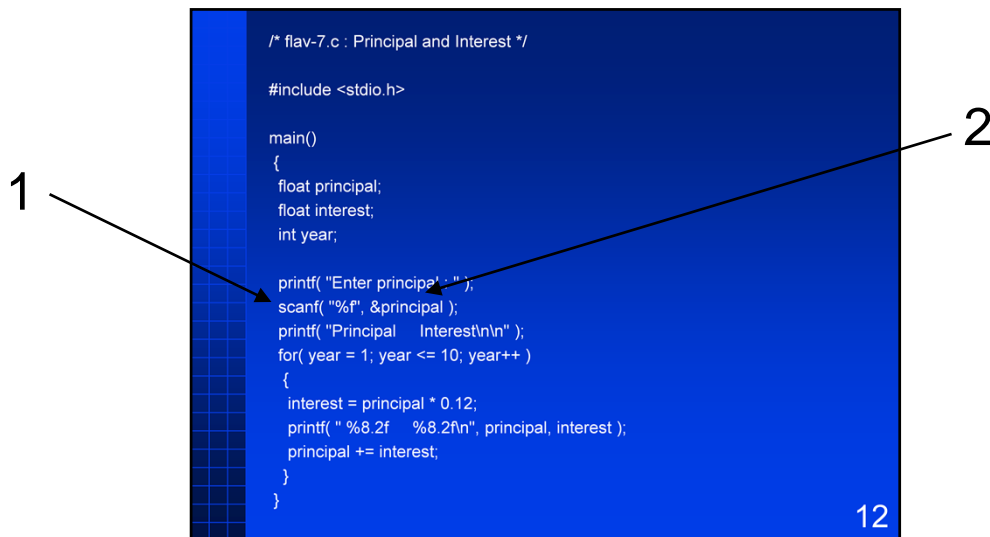 /* flav-7.c : Principal and Interest */
#include <stdio.h>
main()
{
float principal;
float interest;
int year;
printf( "Enter principal : " );
scanf( "%f", &principal );
printf( "Principal     Interest\n\n" );
for( year = 1; year <= 10; year++ )
{
interest = principal * 0.12;
printf( " %8.2f     %8.2f\n", principal, interest );
principal += interest;
}
}
12
1
2